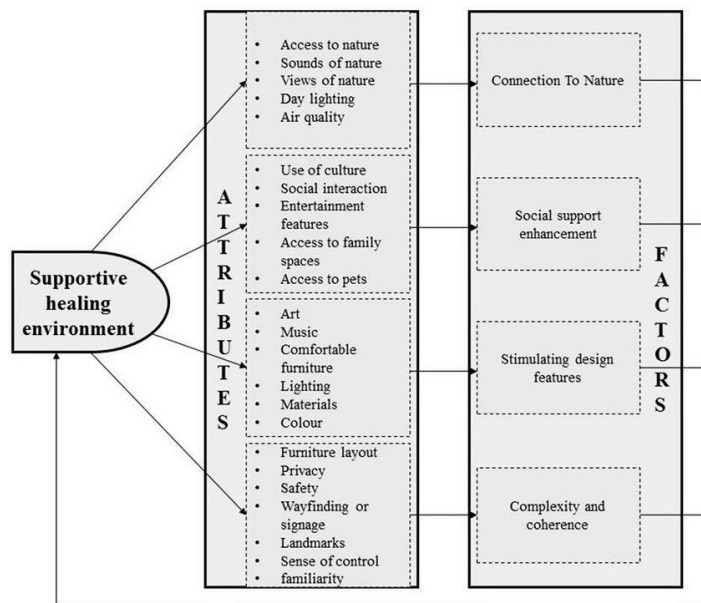 Supportive
healing
environment
ATTRIBUTES
• Access to nature
• Sounds of nature
• Views of nature
• Day lighting
• Air quality
• Use of culture
• Social interaction
• Entertainment
features
• Access to family
spaces
• Access to pets
• Art
• Music
• Comfortable
furniture
• Lighting
• Materials
• Colour
• Furniture layout
• Privacy
• Safety
• Wayfinding or
signage
• Landmarks
• Sense of control
• familiarity
Connection To Nature
Social support
enhancement
Stimulating design
features
Complexity and
coherence
FACTORS